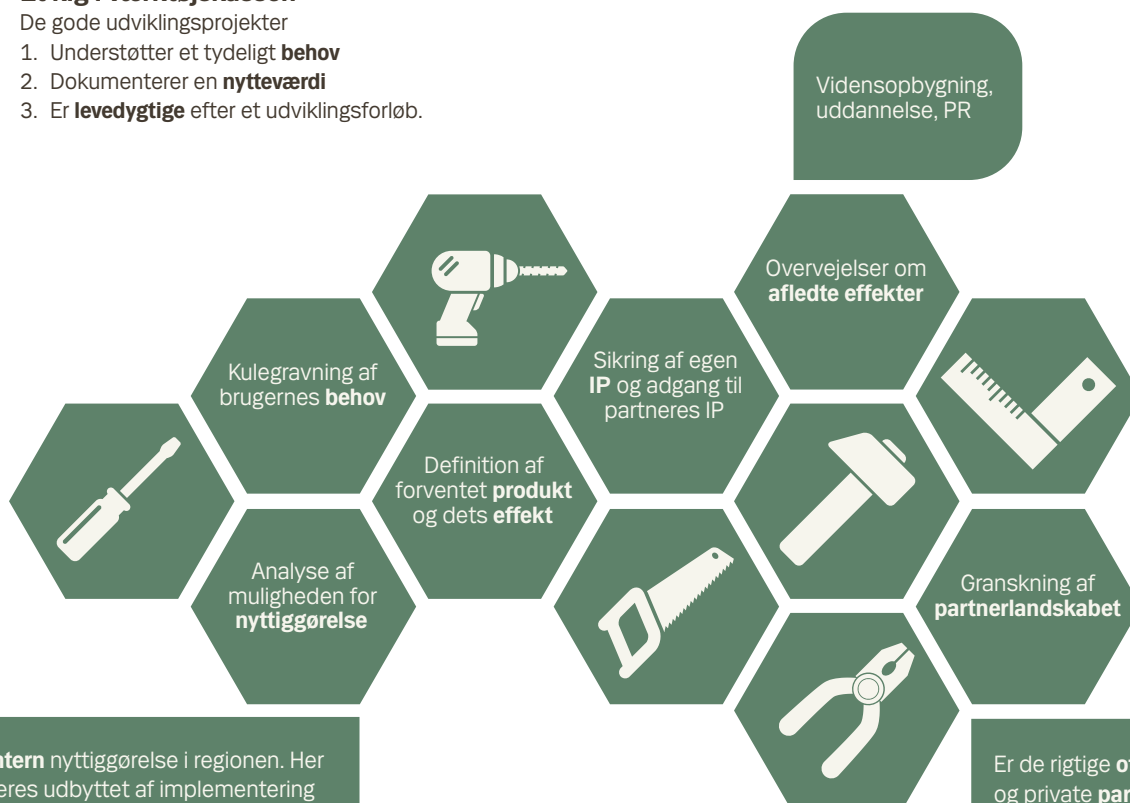 De gode udviklingsprojekter
1. Understøtter et tydeligt behov
2. Dokumenterer en nytteværdi
3. Er levedygtige efter et udviklingsforløb.
Vidensopbygning,
uddannelse, PR
Overvejelser om
afledte effekter
Kulegravning af
brugernes behov
Sikring af egen
IP og adgang til
partneres IP
Definition af
forventet produkt
og dets effekt
Analyse af
muligheden for
nyttiggørelse
Granskning af
partnerlandskabet
nyttiggørelse i regionen. Her
udbyttet af implementering
Er de rigtige
og private